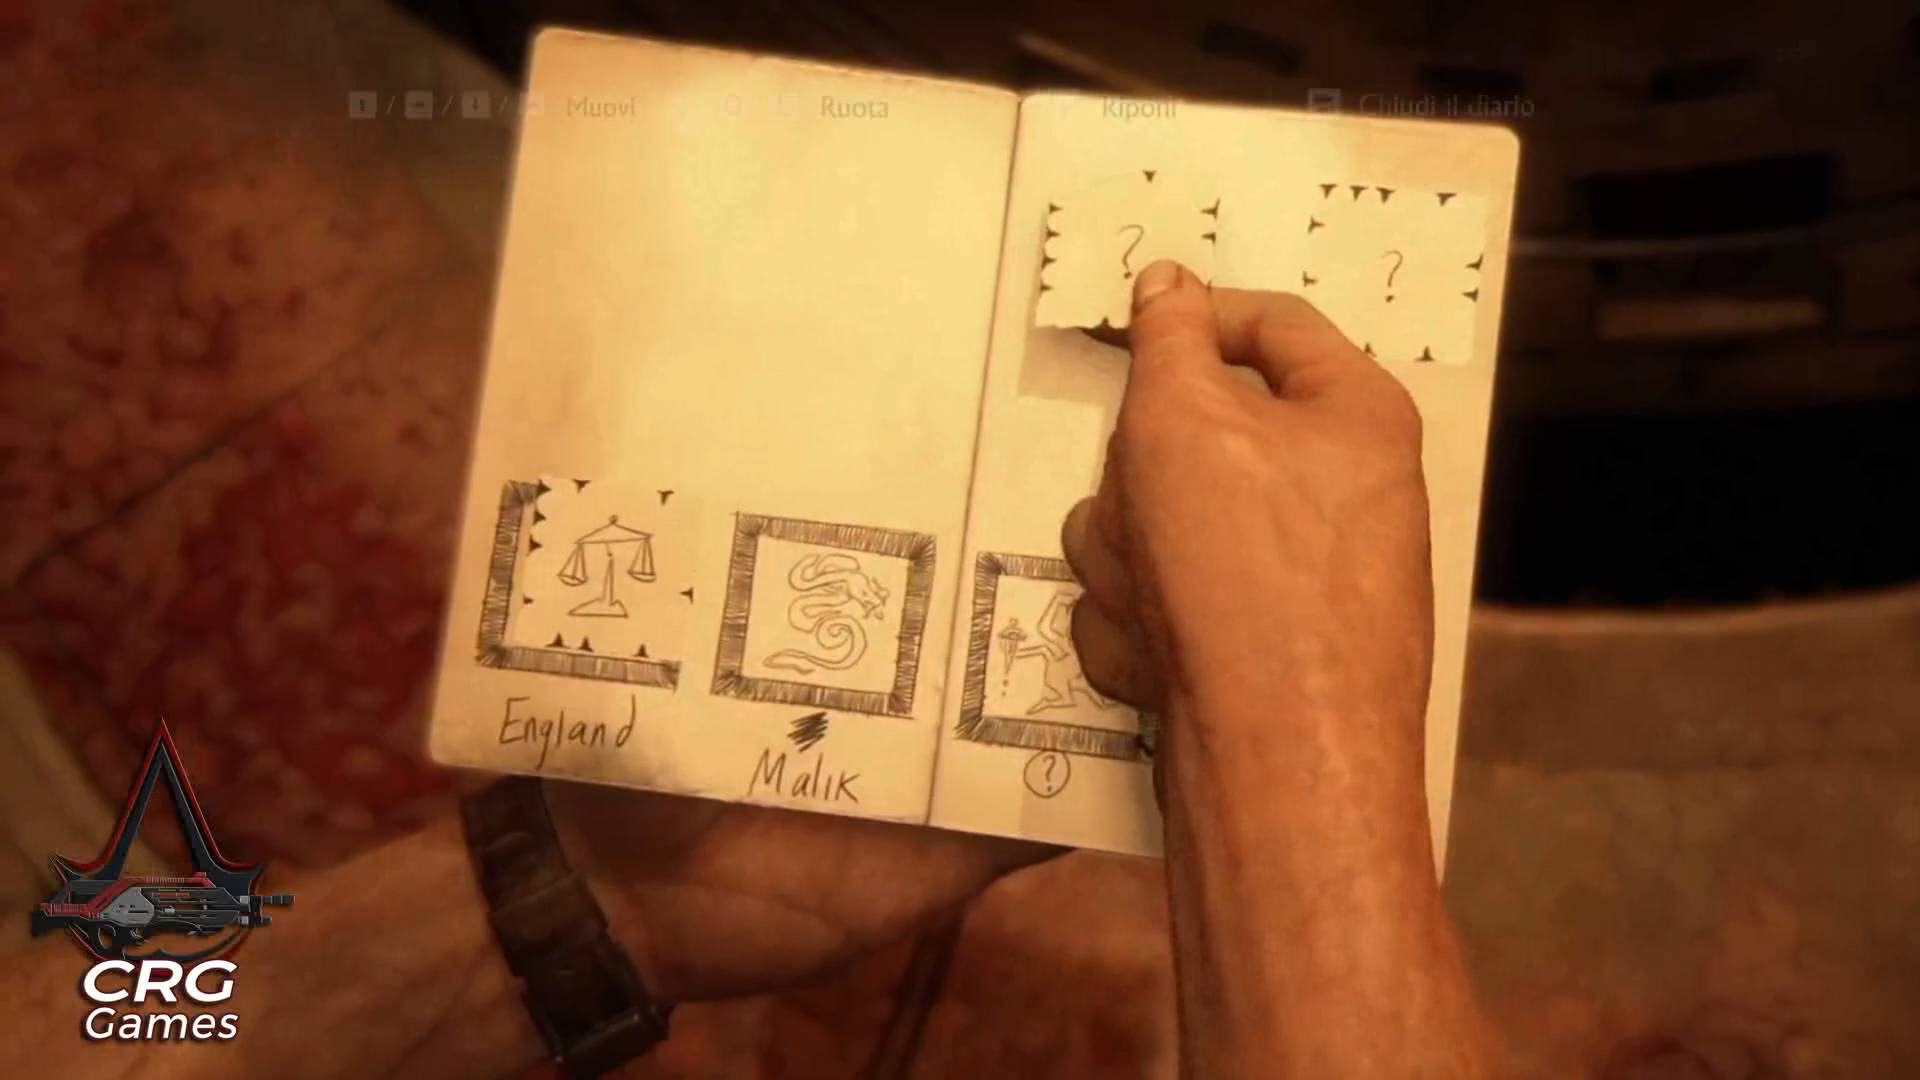 Muovi
Ruota
Riponi
Chiudi il diario
?
?
England
Malik
?
CRG
Games